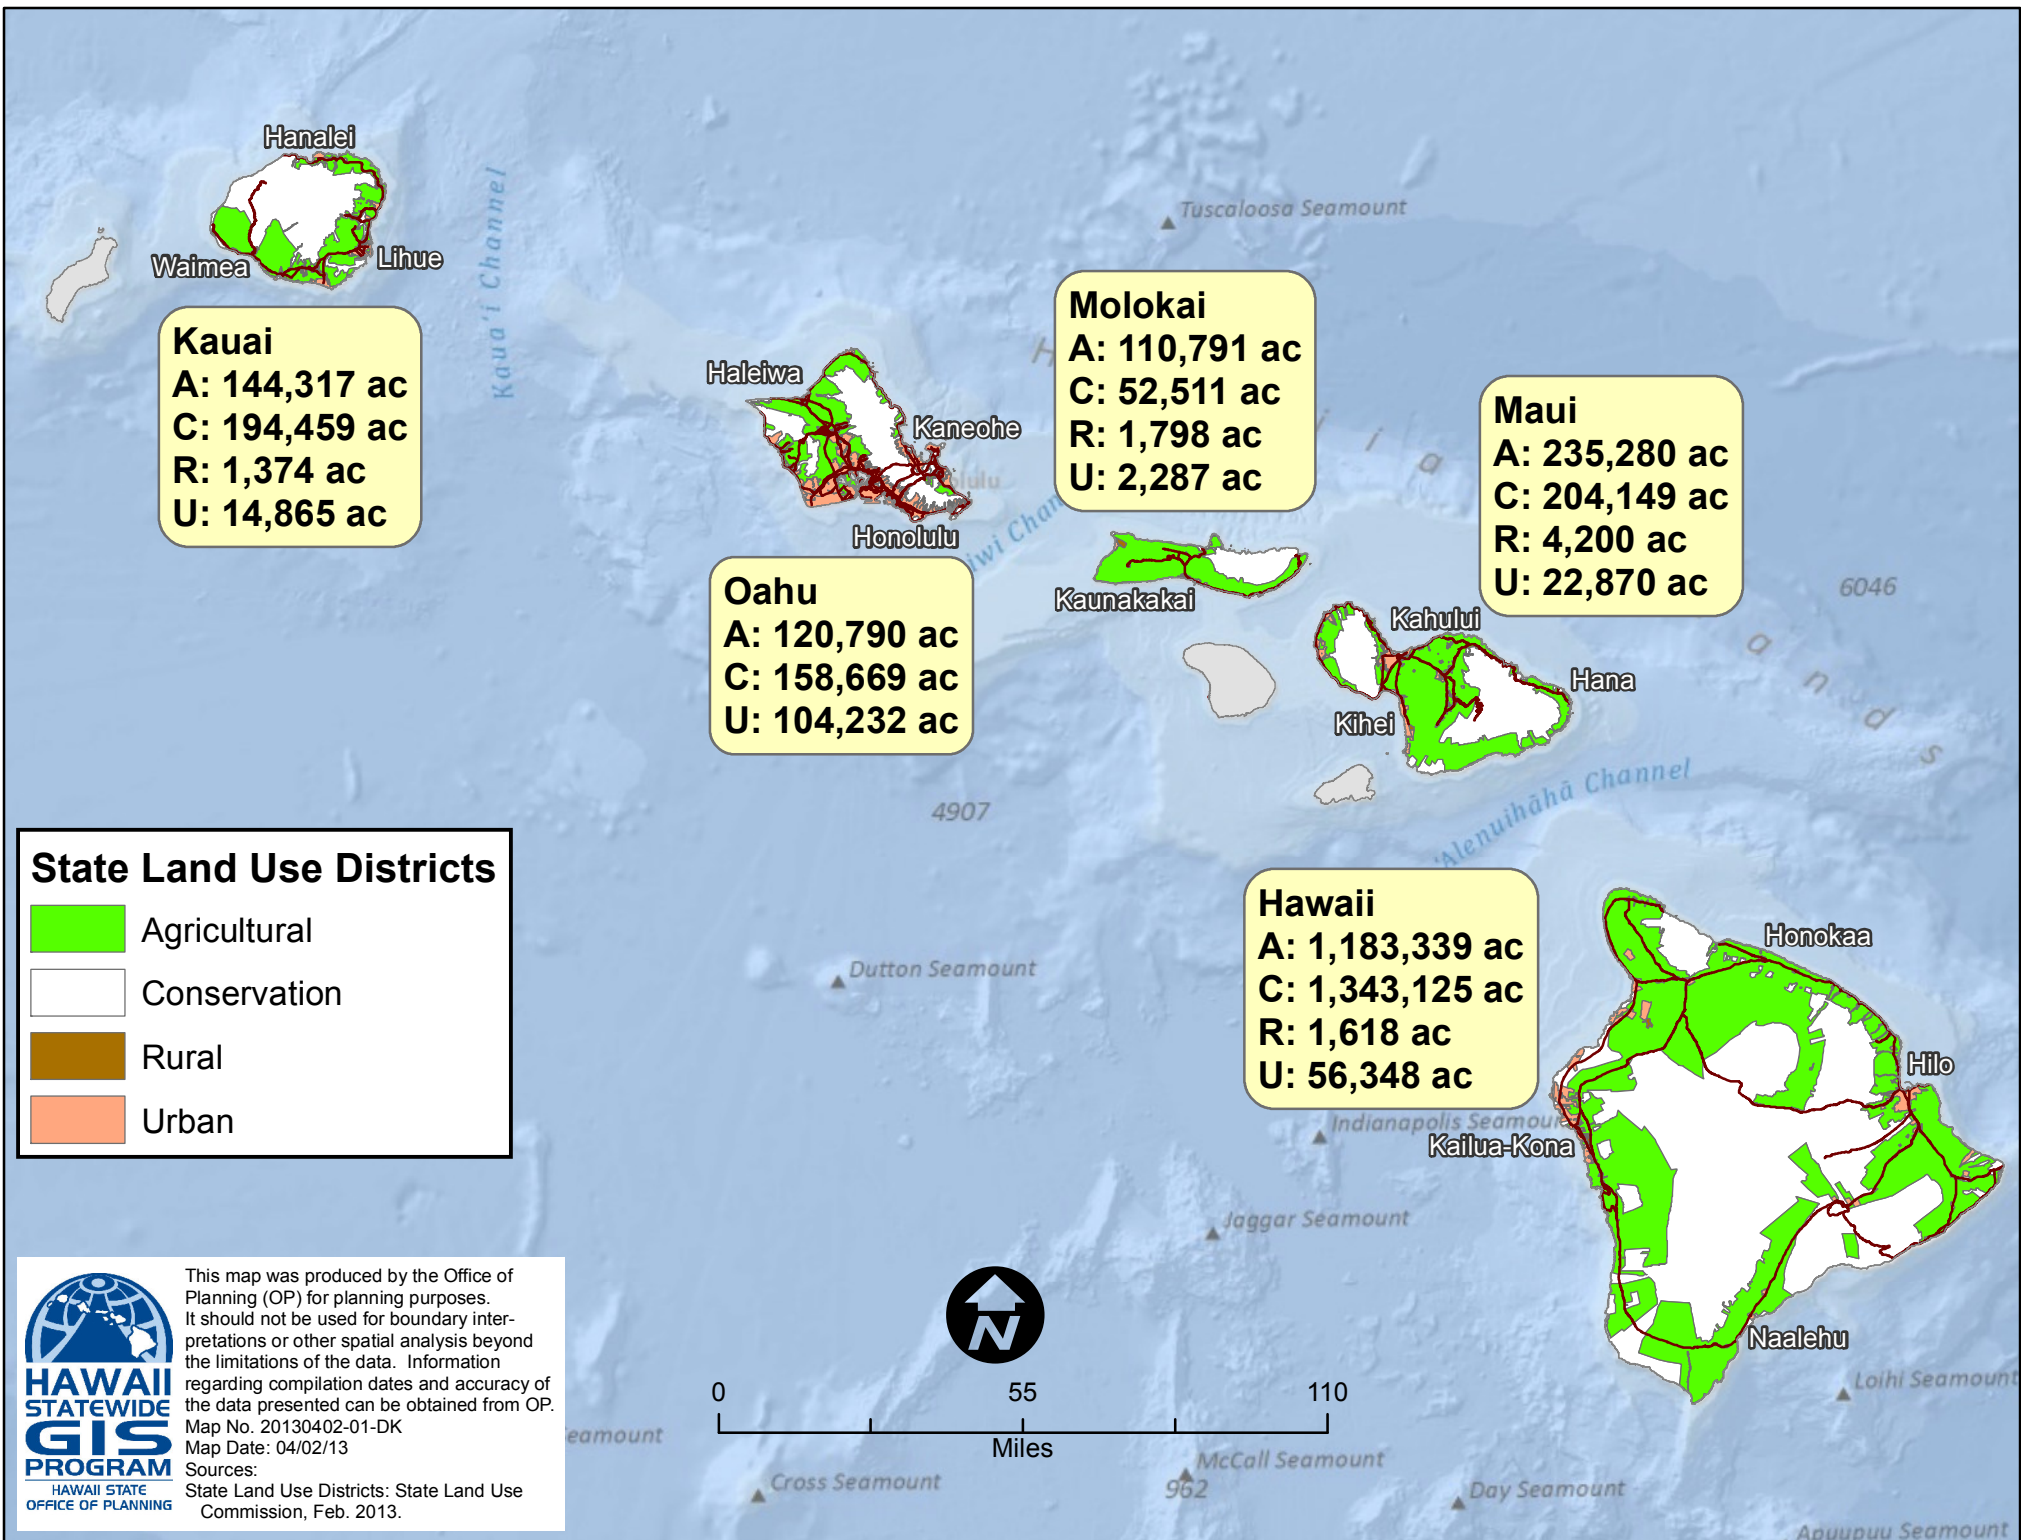 Hanalei
Waimea
Lihue
Kaua'i Channel
Tuscaloosa Seamount
Kauai
A: 144,317 ac
C: 194,459 ac
R: 1,374 ac
U: 14,865 ac
Haleiwa
Kaneohe
Honolulu
Oahu
A: 120,790 ac
C: 158,669 ac
U: 104,232 ac
Molokai
A: 110,791 ac
C: 52,511 ac
R: 1,798 ac
U: 2,287 ac
Kaunakakai
Maui
A: 235,280 ac
C: 204,149 ac
R: 4,200 ac
U: 22,870 ac
6046
Kahului
Hana
Kihei
4907
'Alenuihāhā Channel
State Land Use Districts
Agricultural
Conservation
Rural
Urban
Dutton Seamount
Hawaii
A: 1,183,339 ac
C: 1,343,125 ac
R: 1,618 ac
U: 56,348 ac
Honokaa
Hilo
Indianapolis Seamou
Kailua-Kona
Jaggar Seamount
Naalehu
Loihi Seamount
N
0 55 110
Miles
McCall Seamount
962
Cross Seamount
Day Seamount
Apuupuu Seamount
eamount
HAWAII
STATEWIDE
GIS
PROGRAM
HAWAII STATE
OFFICE OF PLANNING
This map was produced by the Office of
Planning (OP) for planning purposes.
It should not be used for boundary inter-
pretations or other spatial analysis beyond
the limitations of the data. Information
regarding compilation dates and accuracy of
the data presented can be obtained from OP.
Map No. 20130402-01-DK
Map Date: 04/02/13
Sources:
State Land Use Districts: State Land Use
Commission, Feb. 2013.